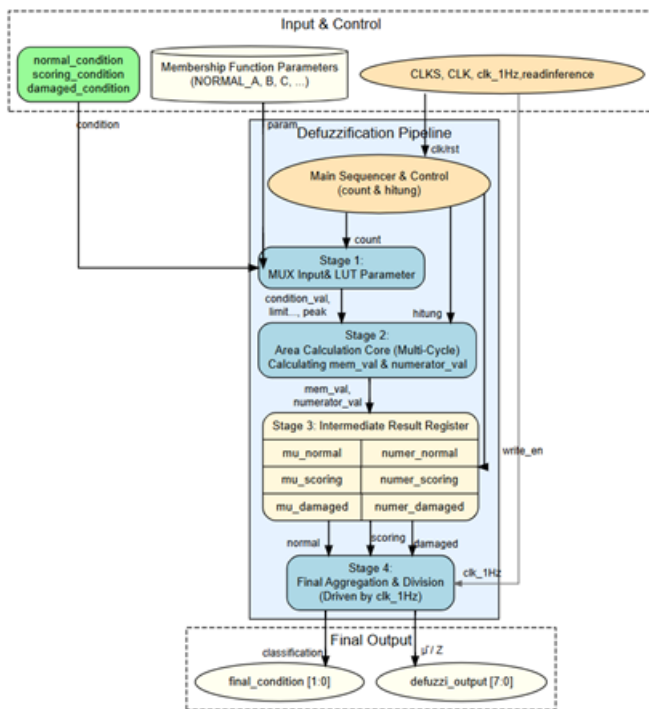 Input & Control
normal_condition
scoring_condition
damaged_condition
Membership Function Parameters
(NORMAL_A, B, C, ...)
CLKS, CLK, clk_1Hz,readinference
condition
param
Defuzzification Pipeline
clk/rst
Main Sequencer & Control
(count & hitung)
count
Stage 1:
MUX Input& LUT Parameter
condition_val,
limit..., peak
hitung
Stage 2:
Area Calculation Core (Multi-Cycle)
Calculating mem_val & numerator_val
mem_val,
numerator_val
Stage 3: Intermediate Result Register
mu_normal numer_normal
write_en
mu_scoring numer_scoring
mu_damaged numer_damaged
normal scoring damaged
Stage 4:
Final Aggregation & Division
(Driven by clk_1Hz)
clk_1Hz
Final Output
classification
/ Z
final_condition [1:0]
defuzzi_output [7:0]